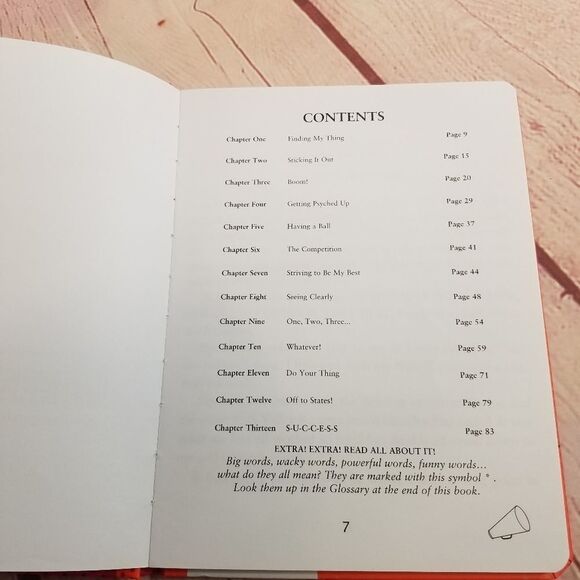 CONTENTS
Chapter One Finding My Thing Page 9
Chapter Two Sticking It Out Page 15
Chapter Three Boom! Page 20
Chapter Four Getting Psyched Up Page 29
Chapter Five Having a Ball Page 37
Chapter Six The Competition Page 41
Chapter Seven Striving to Be My Best Page 44
Chapter Eight Seeing Clearly Page 48
Chapter Nine One, Two, Three... Page 54
Chapter Ten Whatever! Page 59
Chapter Eleven Do Your Thing Page 71
Chapter Twelve Off to States! Page 79
Chapter Thirteen S-U-C-C-E-S-S Page 83
EXTRA! EXTRA! READ ALL ABOUT IT!
Big words, wacky words, powerful words, funny words...
what do they all mean? They are marked with this symbol * .
Look them up in the Glossary at the end of this book.
7